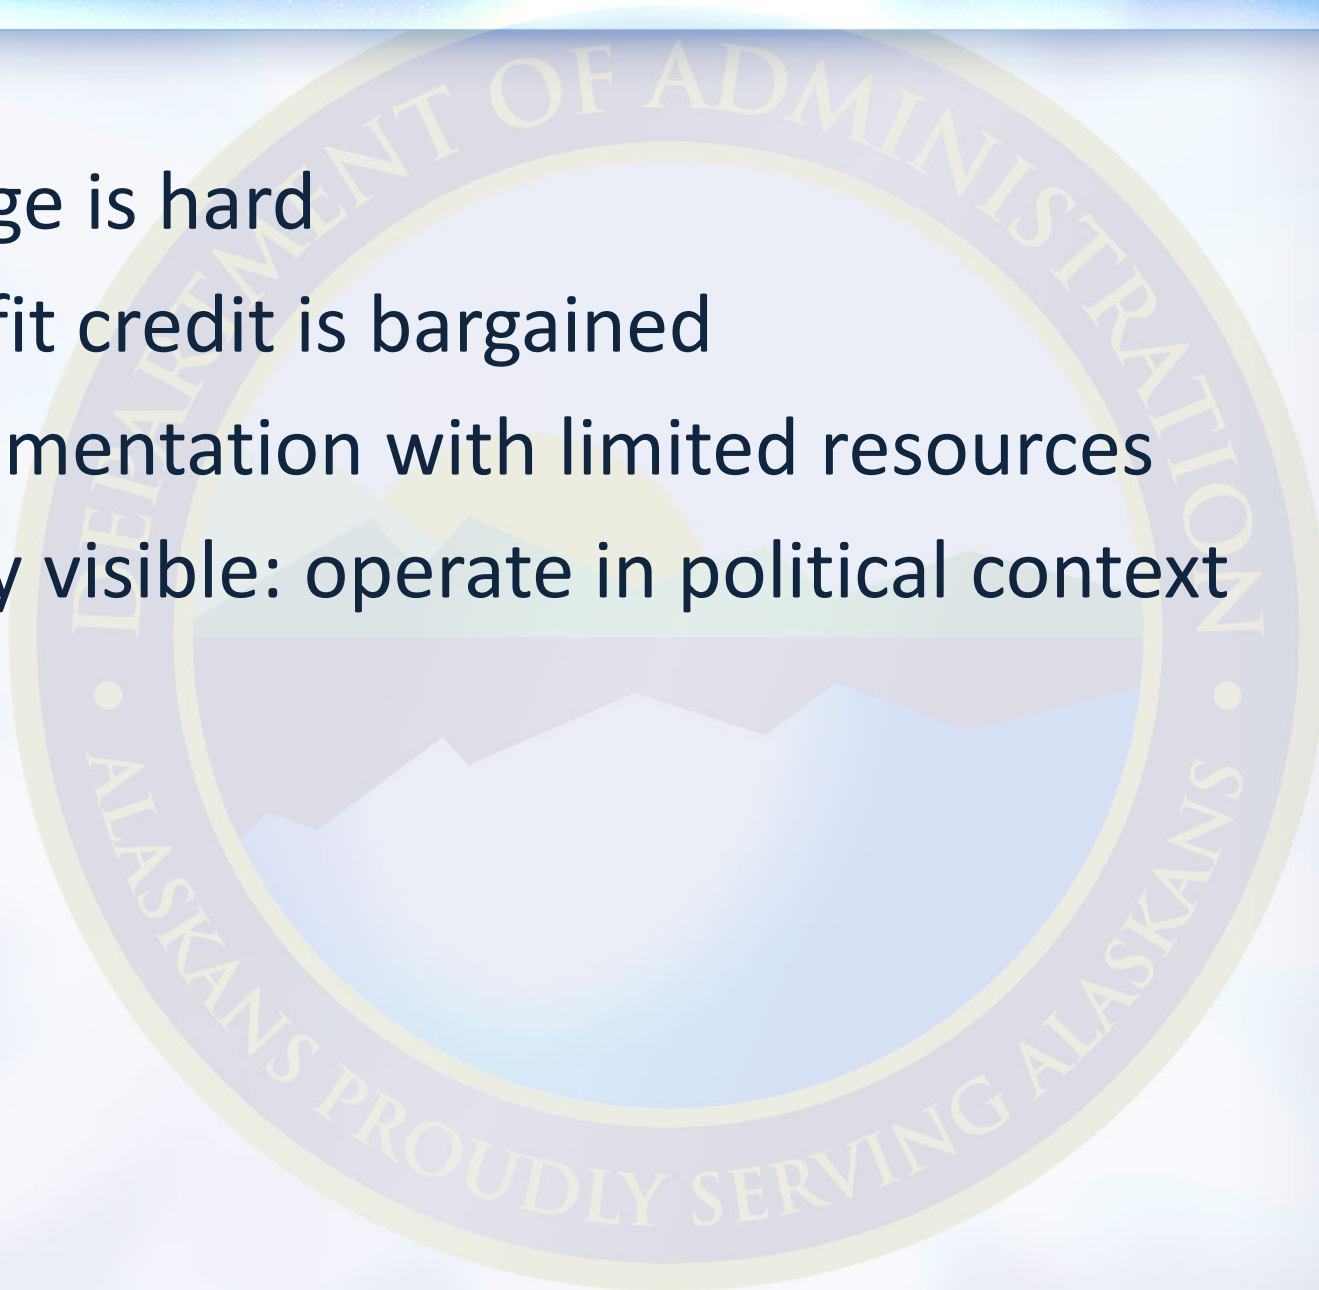 DEPARTMENT OF ADMINISTRATION
ge is hard
fit credit is bargained
mentation with limited resources
y visible: operate in political context
ALASKANS PROUDLY SERVING ALASKANS